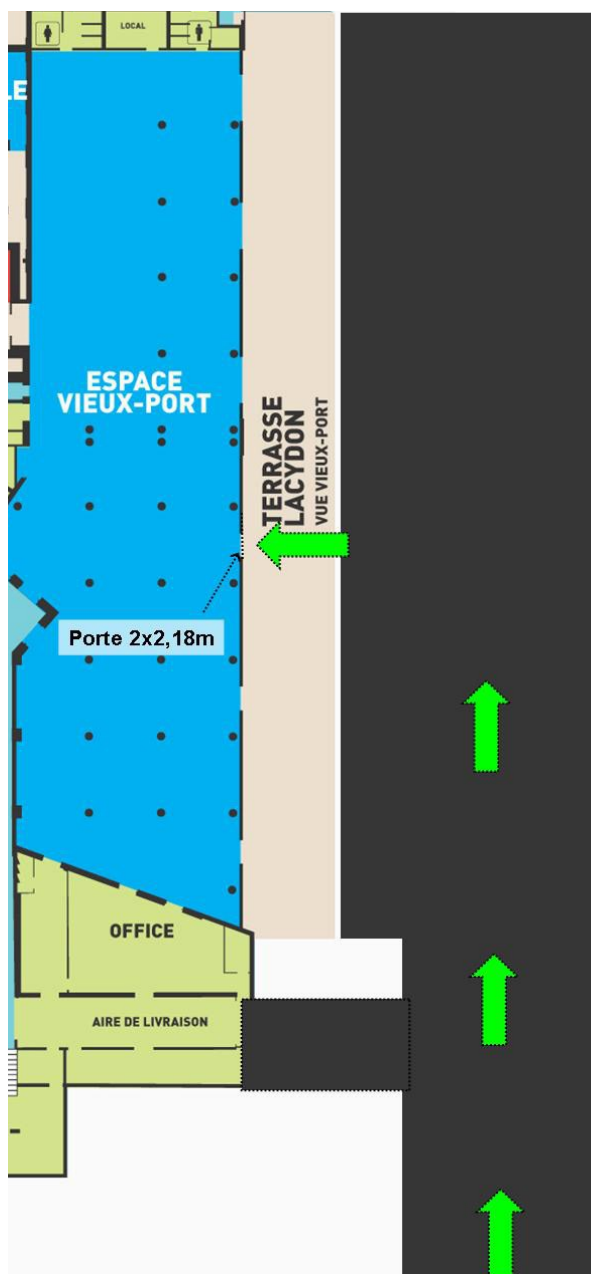 LOCAL
LE
ESPACE
VIEUX-PORT
TERRASSE
LACYDON
VUE VIEUX-PORT
Porte 2x2,18m
OFFICE
AIRE DE LIVRAISON